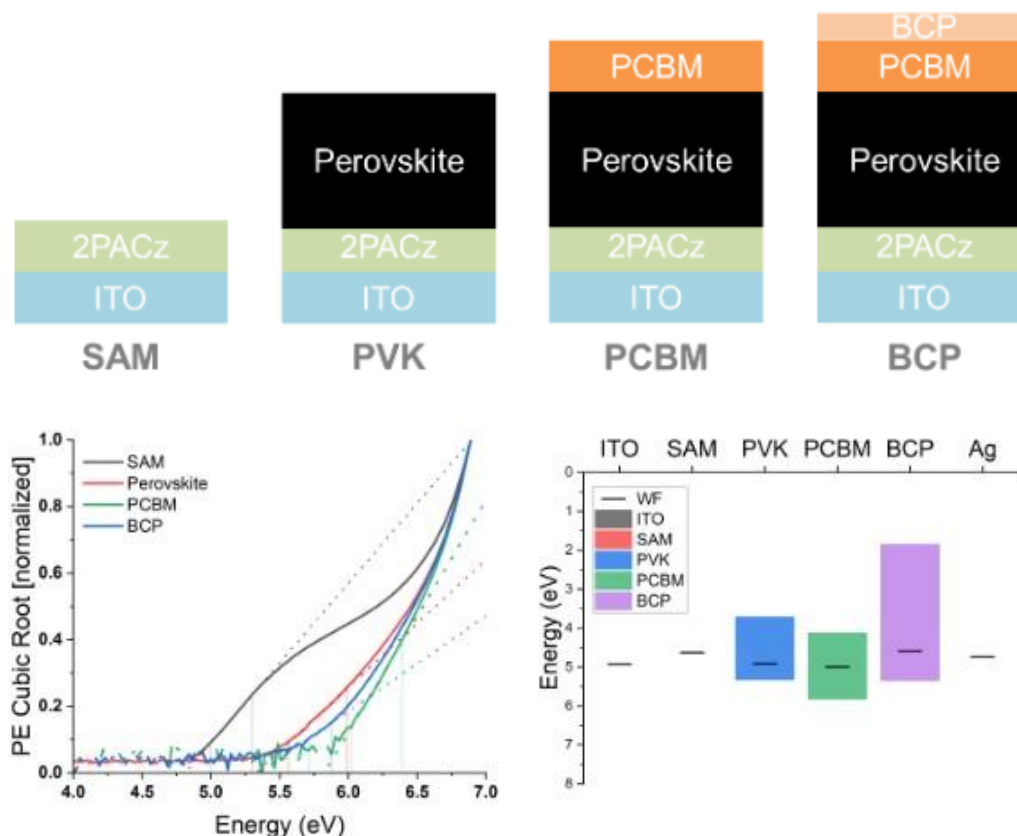 BCP
PCBM
PCBM
Perovskite
Perovskite
Perovskite
2PACz
2PACz
2PACz
2PACz
ITO
ITO
ITO
ITO
SAM
PVK
PCBM
BCP
PE Cubic Root [normalized]
1.0
0.8
0.6
0.4
0.2
0.0
SAM
Perovskite
PCBM
BCP
4.0 4.5 5.0 5.5 6.0 6.5 7.0
Energy (eV)
ITO SAM PVK PCBM BCP Ag
Energy (eV)
0
1
2
3
4
5
6
7
8
WF
ITO
SAM
PVK
PCBM
BCP